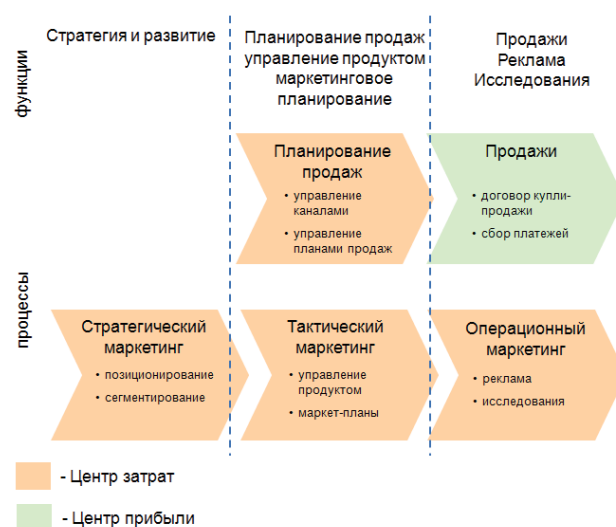 функции
Стратегия и развитие
Планирование продаж
управление продуктом
маркетинговое
планирование
Продажи
Реклама
Исследования
процессы
Планирование
продаж
• управление
каналами
• управление
планами продаж
Продажи
• договор купли-
продажи
• сбор платежей
Стратегический
маркетинг
• позиционирование
• сегментирование
Тактический
маркетинг
• управление
продуктом
• маркет-планы
Операционный
маркетинг
• реклама
• исследования
- Центр затрат
- Центр прибыли